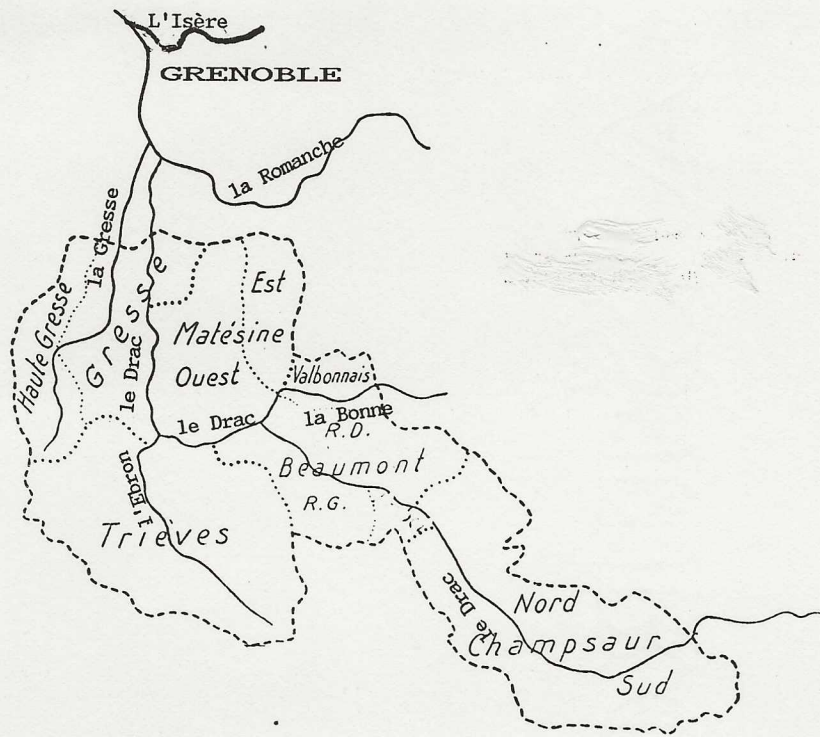 L'Isère
GRENOBLE
la Romanche
la Gresse
Haute Gresse
Gresse
le Drac
Est
Matésine
Ouest
Valbonnais
le Drac
la Bonne
R.D.
Beaumont
R.G.
l'Ebron
Trièves
le Drac
Nord
Champsaur
Sud